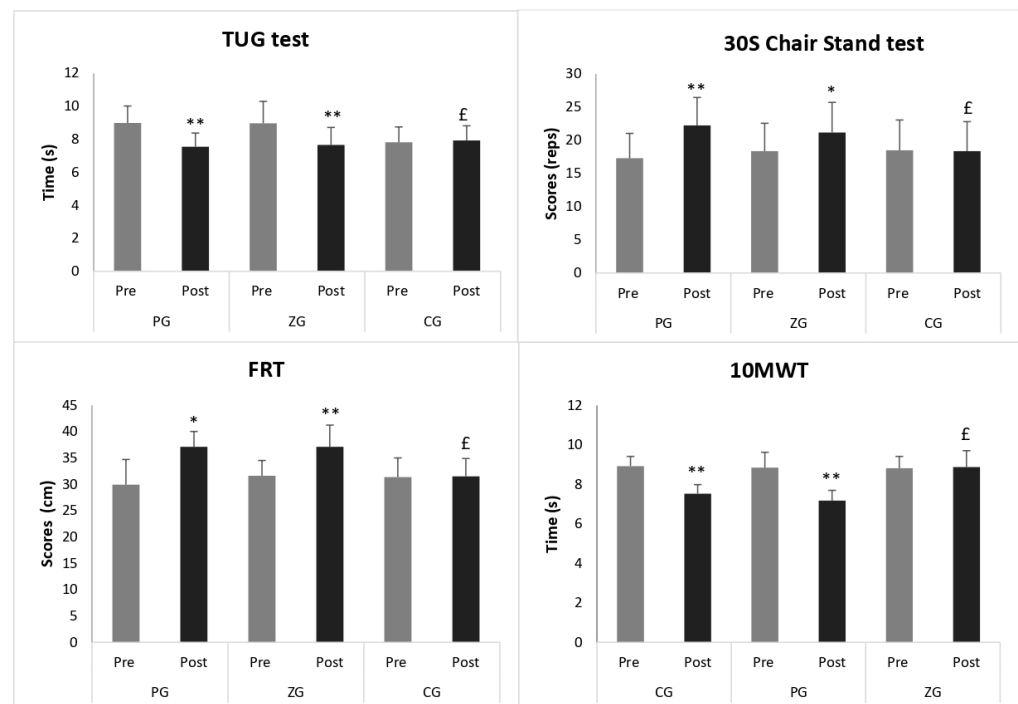 TUG test
12
10
8
6
4
2
0
Time (s)
** ** £
Pre Post Pre Post Pre Post
PG ZG CG
30S Chair Stand test
30
25
20
15
10
5
0
Scores (reps)
** * £
Pre Post Pre Post Pre Post
PG ZG CG
FRT
45
40
35
30
25
20
15
10
5
0
Scores (cm)
* ** £
Pre Post Pre Post Pre Post
PG ZG CG
10MWT
12
10
8
6
4
2
0
Time (s)
** ** £
Pre Post Pre Post Pre Post
CG PG ZG